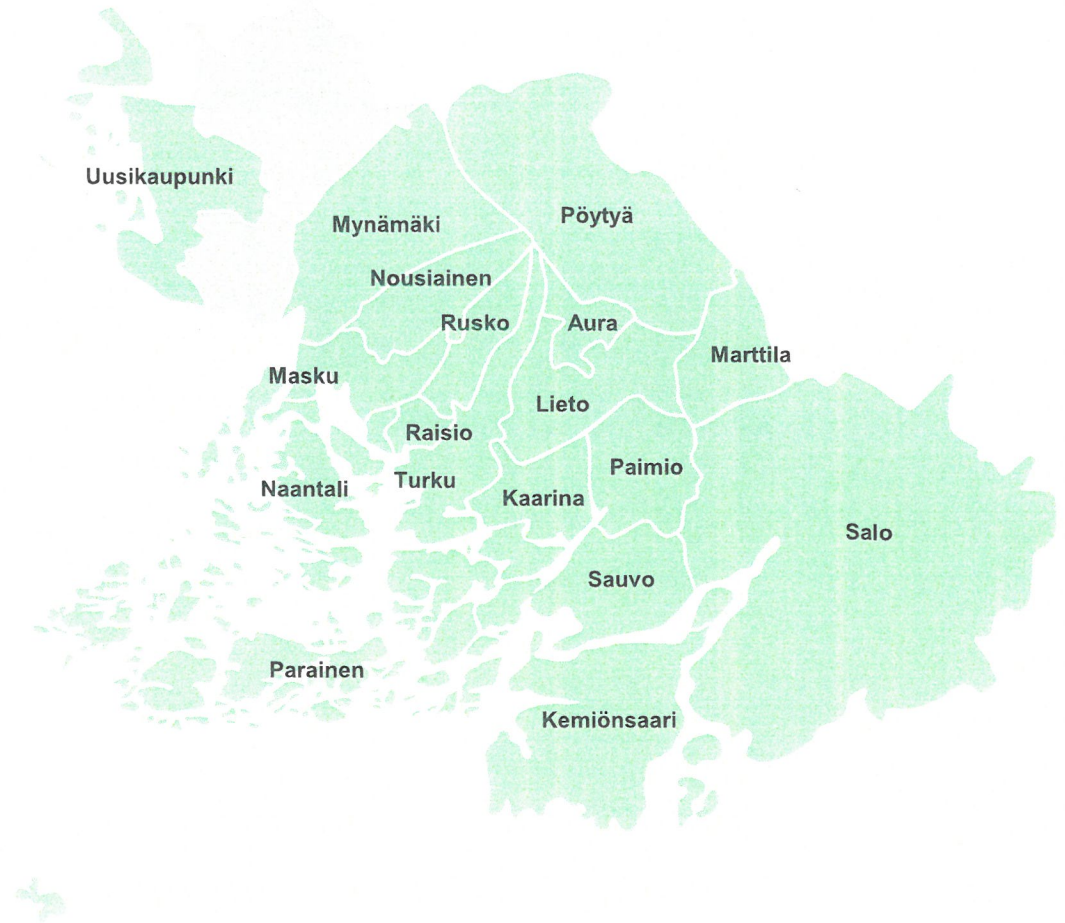 Uusikaupunki
Pöytyä
Mynämäki
Nousiainen
Rusko
Aura
Marttila
Masku
Lieto
Raisio
Paimio
Turku
Naantali
Kaarina
Salo
Sauvo
Parainen
Kemiönsaari